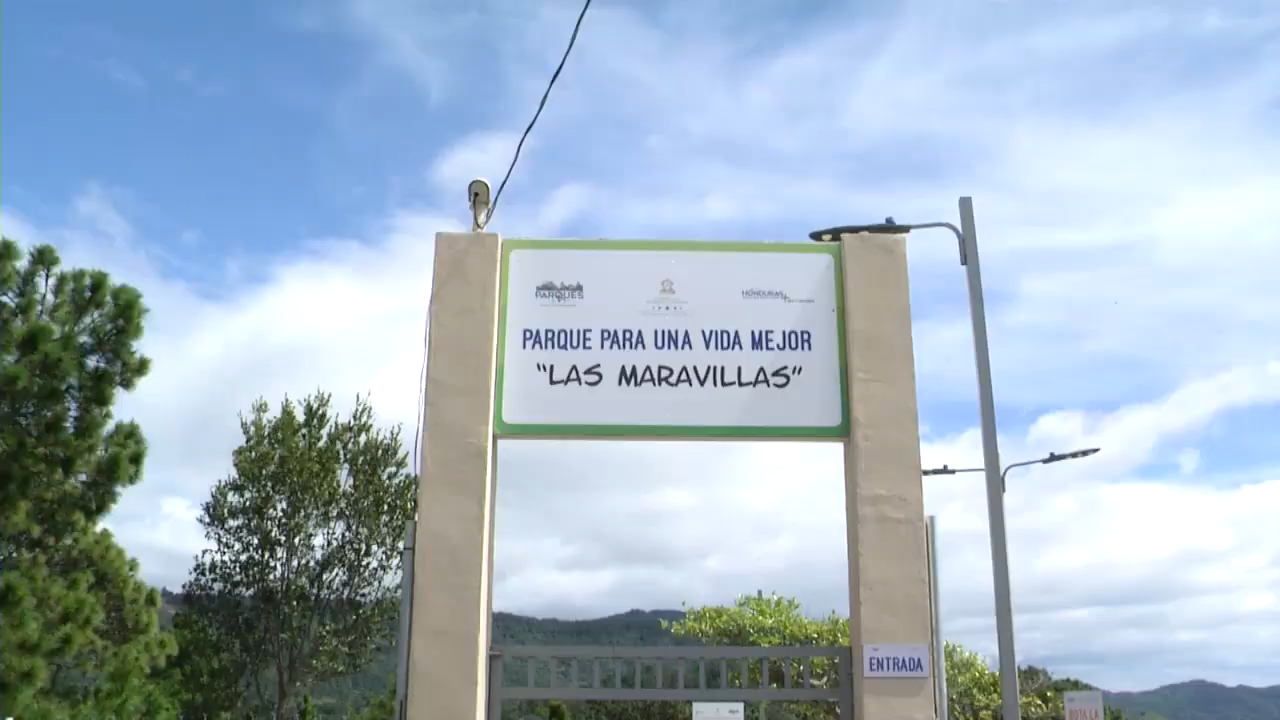 PARQUES
HONDURAS
PARQUE PARA UNA VIDA MEJOR
"LAS MARAVILLAS"
ENTRADA